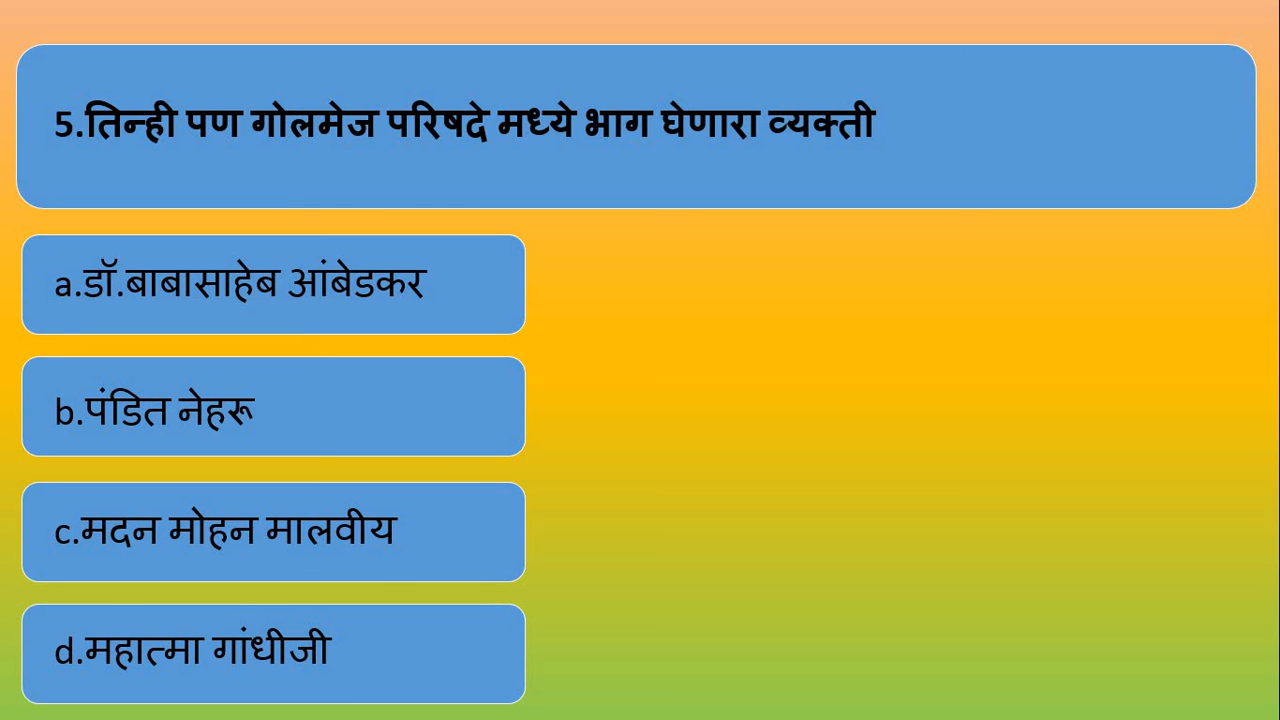 5.तिन्ही पण गोलमेज परिषदे मध्ये भाग घेणारा व्यक्ती
a.डॉ.बाबासाहेब आंबेडकर
b.पंडित नेहरू
c.मदन मोहन मालवीय
d.महात्मा गांधीजी